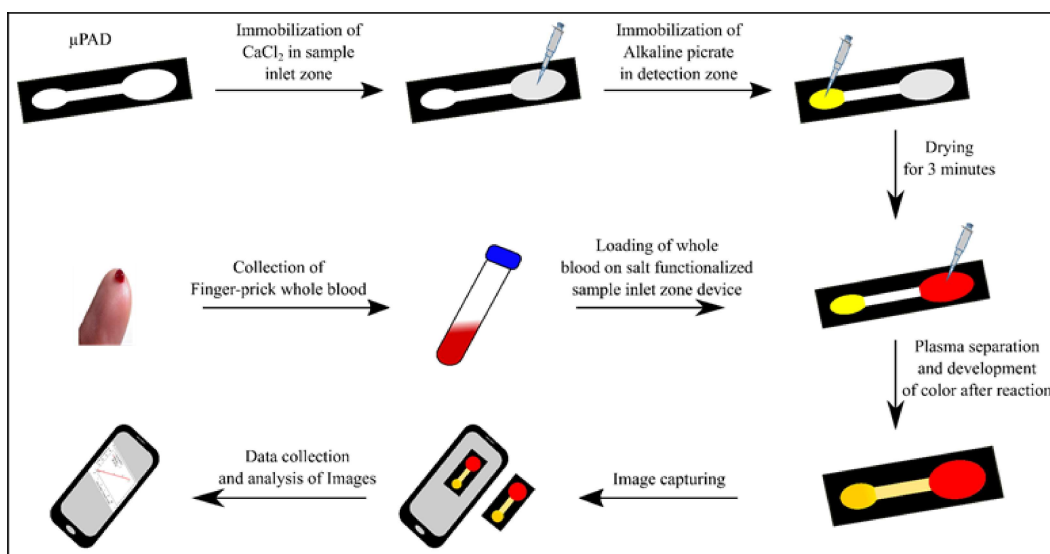 µPAD
Immobilization of
CaCl₂ in sample
inlet zone
Immobilization of
Alkaline picrate
in detection zone
Drying
for 3 minutes
Collection of
Finger-prick whole blood
Loading of whole
blood on salt functionalized
sample inlet zone device
Plasma separation
and development
of color after reaction
Data collection
and analysis of Images
Image capturing